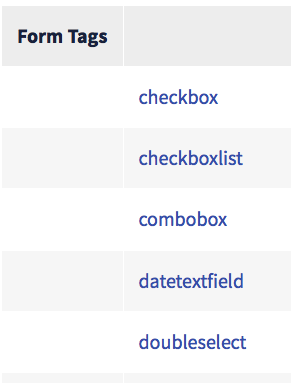 Form Tags
checkbox
checkboxlist
combobox
datetextfield
doubleselect